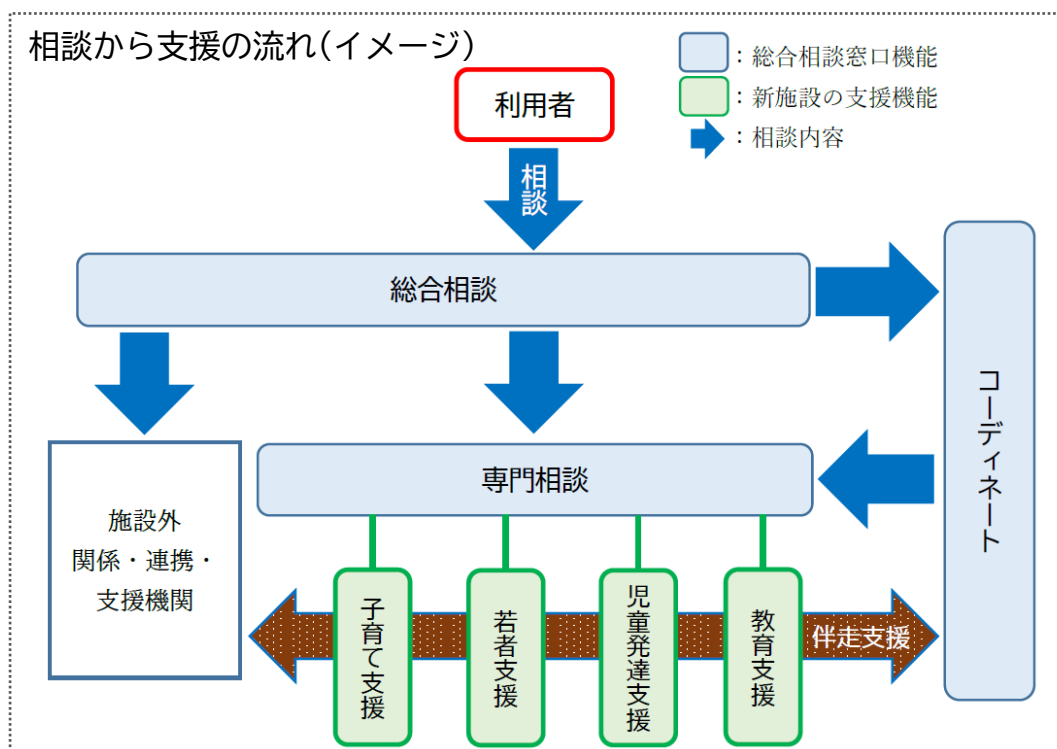 相談から支援の流れ(イメージ)
：総合相談窓口機能
：新施設の支援機能
：相談内容
利用者
相談
総合相談
コーディネート
専門相談
施設外
関係・連携・
支援機関
子育て支援
若者支援
児童発達支援
教育支援
伴走支援